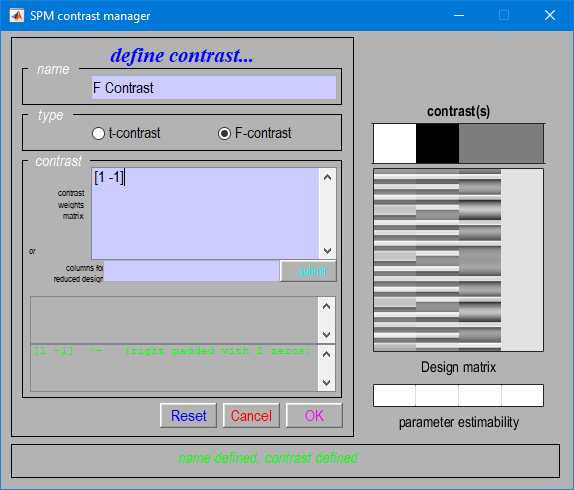 SPM contrast manager
define contrast...
name
F Contrast
type
t-contrast
F-contrast
contrast
contrast
weights
matrix
[1 -1]
or
columns for
reduced design
...submit
[1 -1] <- (right padded with 2 zeros)
Reset
Cancel
OK
name defined, contrast defined
contrast(s)
Design matrix
parameter estimability